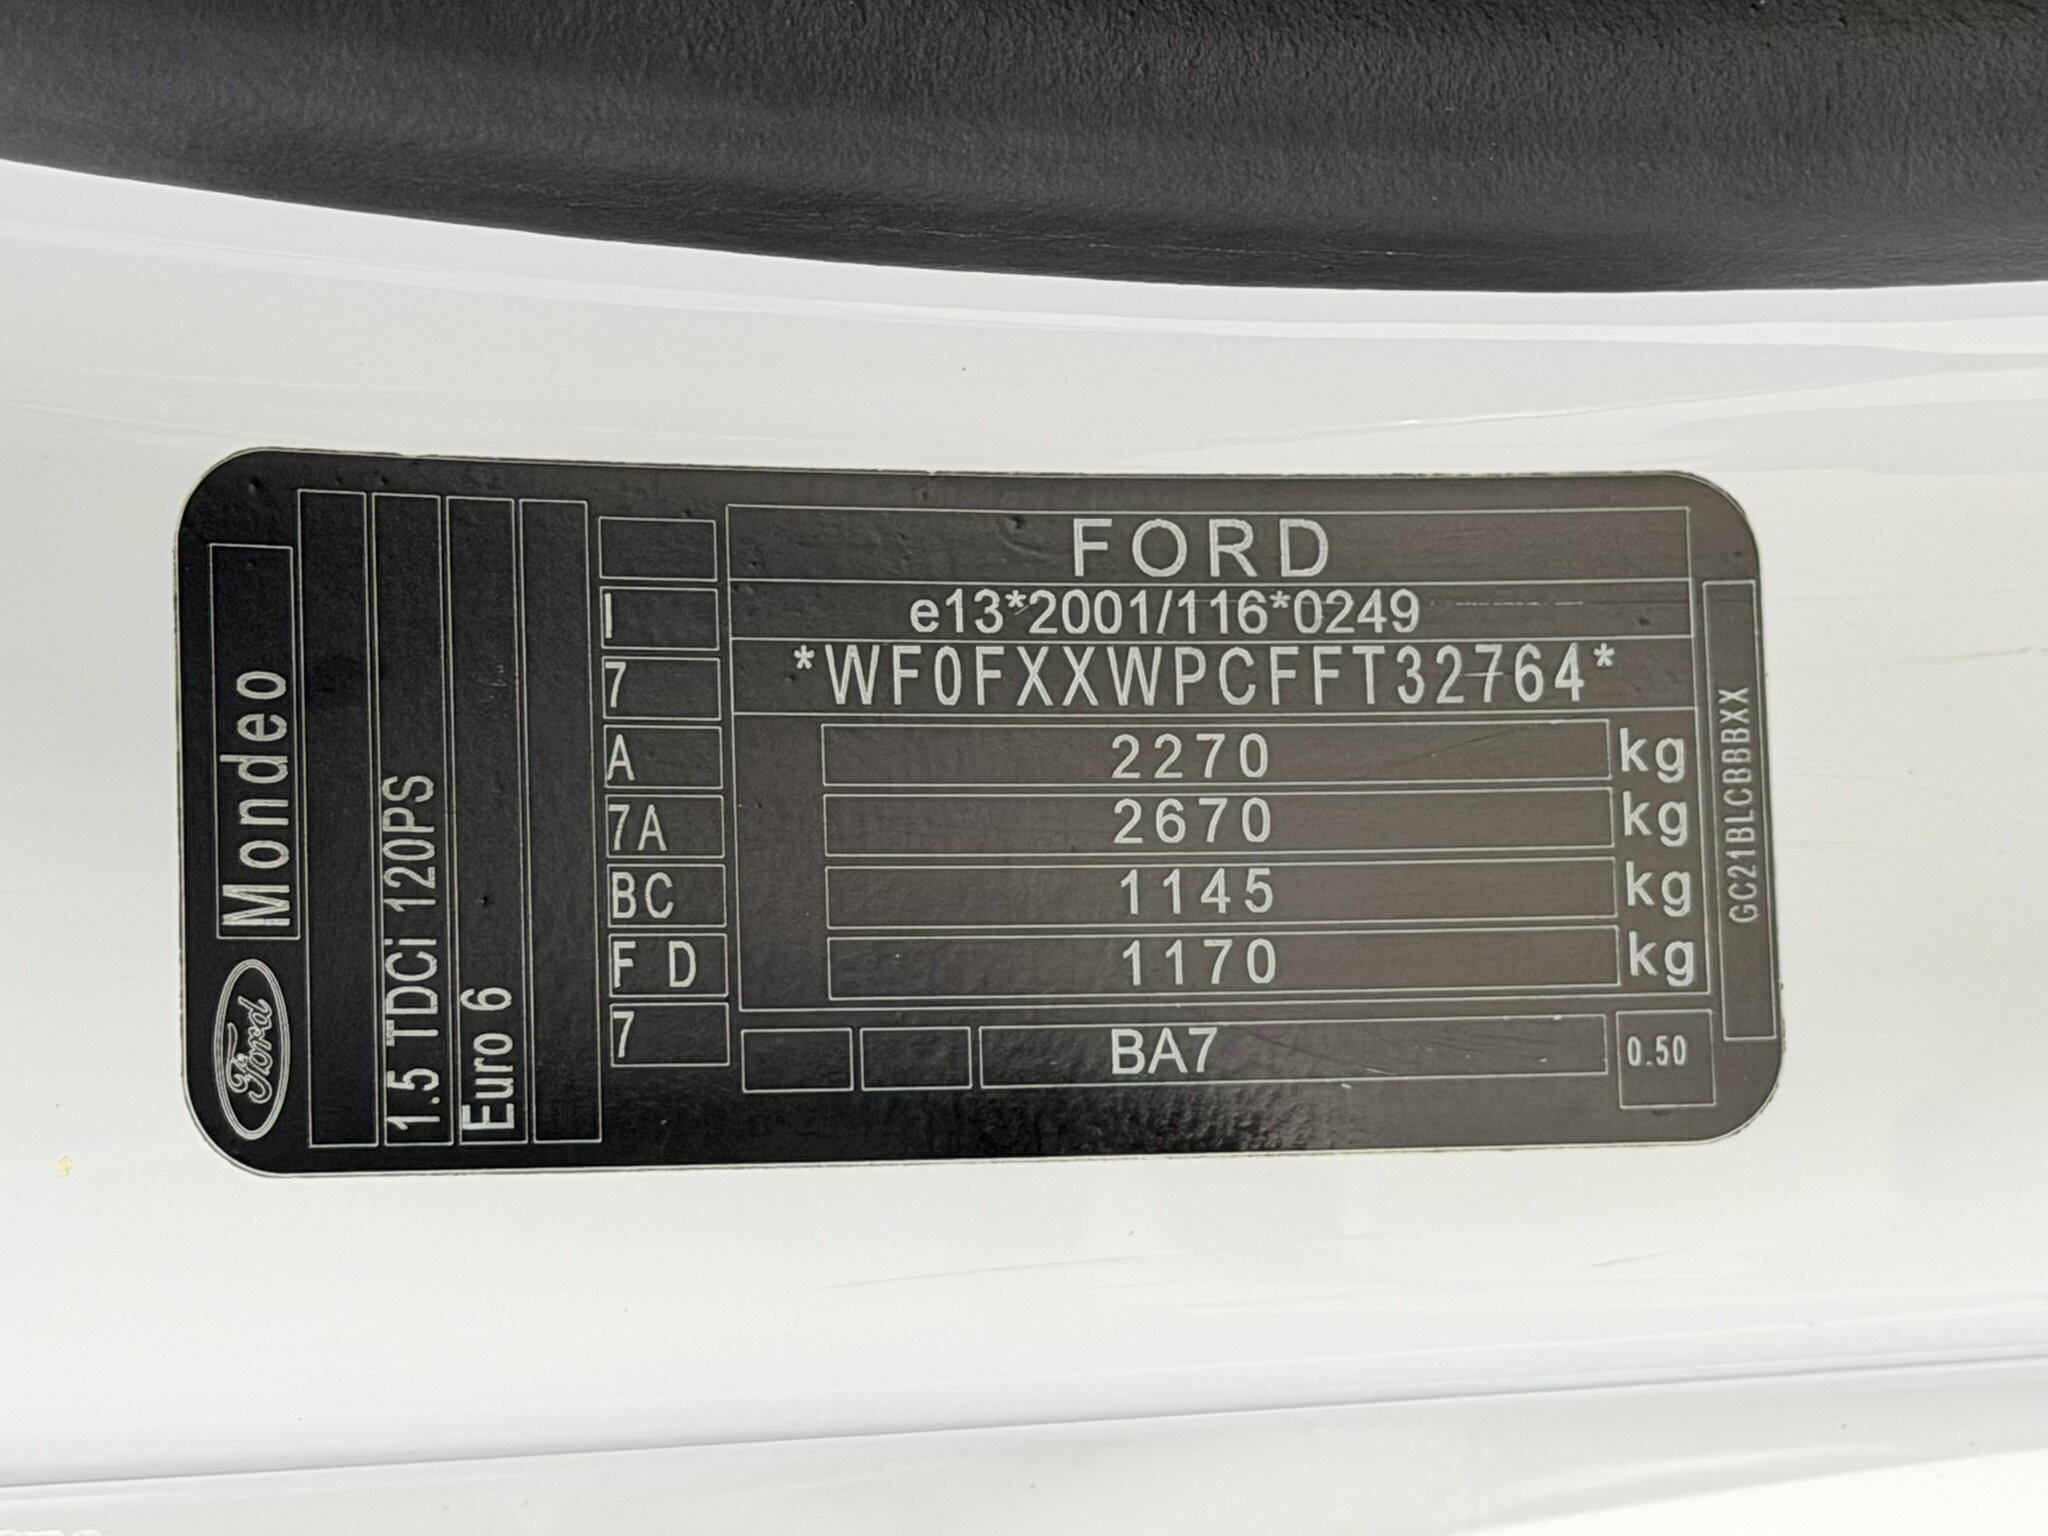 Ford
Mondeo
1.5 TDCi 120PS
Euro 6
I
7
A
7A
BC
F D
7
FORD
e13*2001/116*0249
*WF0FXXWPCFFT32764*
2270 kg
2670 kg
1145 kg
1170 kg
BA7
0.50
GC21BLCBBBXX